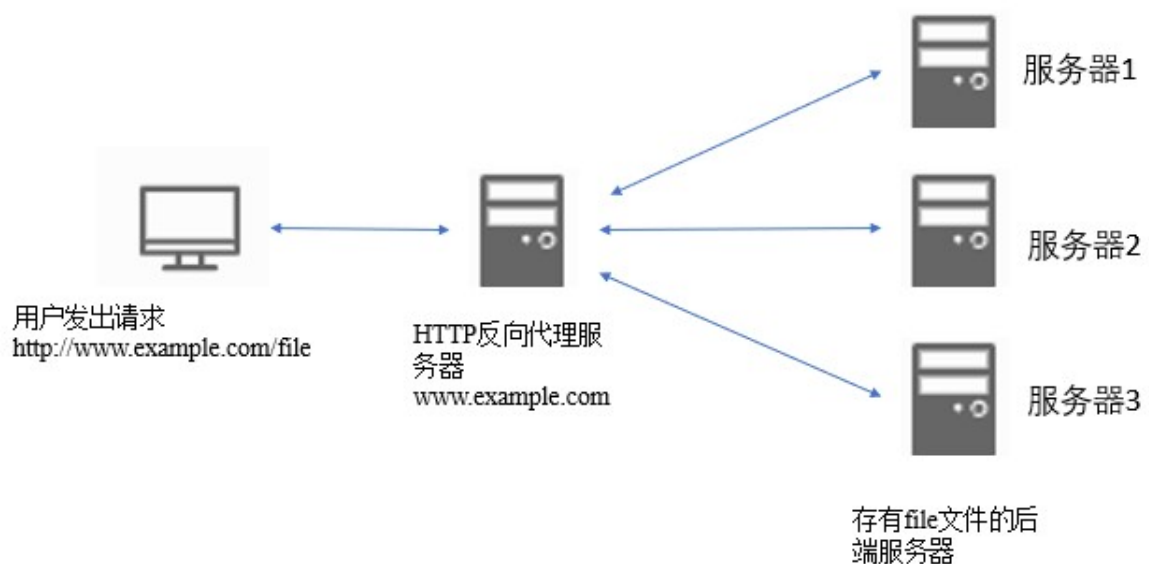 服务器1
服务器2
用户发出请求
http://www.example.com/file
HTTP反向代理服
务器
www.example.com
服务器3
存有file文件的后
端服务器